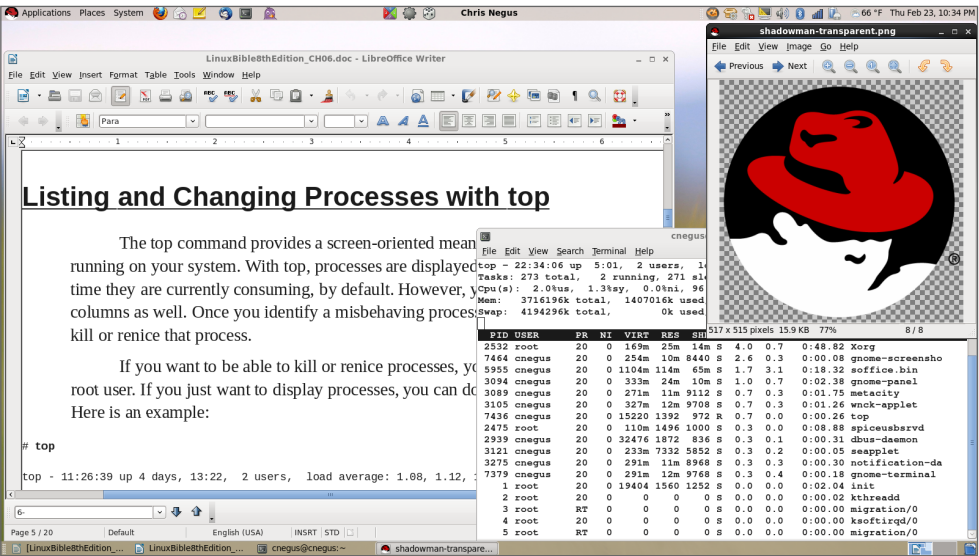 Applications Places System
Chris Negus
66 °F Thu Feb 23, 10:34 PM
LinuxBible8thEdition_CH06.doc - LibreOffice Writer
File Edit View Insert Format Table Tools Window Help
Para
1 2 3 4 5 6
Listing and Changing Processes with top
The top command provides a screen-oriented mean
running on your system. With top, processes are displayed
time they are currently consuming, by default. However, y
columns as well. Once you identify a misbehaving process
kill or renice that process.
If you want to be able to kill or renice processes, yo
root user. If you just want to display processes, you can do
Here is an example:
# top
top - 11:26:39 up 4 days, 13:22, 2 users, load average: 1.08, 1.12, 1
6-
Page 5 / 20 Default English (USA) INSRT STD
shadowman-transparent.png
File Edit View Image Go Help
Previous Next
®
517 x 515 pixels 15.9 KB 77% 8 / 8
cnegus
File Edit View Search Terminal Help
top - 22:34:06 up 5:01, 2 users, l
Tasks: 273 total, 2 running, 271 sle
Cpu(s): 2.0%us, 1.3%sy, 0.0%ni, 96
Mem: 3716196k total, 1407016k used
Swap: 4194296k total, 0k used
PID USER PR NI VIRT RES SH
2532 root 20 0 169m 25m 14m S 4.0 0.7 0:48.82 Xorg
7464 cnegus 20 0 254m 10m 8440 S 2.6 0.3 0:00.08 gnome-screensho
5955 cnegus 20 0 1104m 114m 65m S 1.7 3.1 0:18.32 soffice.bin
3094 cnegus 20 0 333m 24m 10m S 1.0 0.7 0:02.38 gnome-panel
3089 cnegus 20 0 271m 11m 9112 S 0.7 0.3 0:01.75 metacity
3105 cnegus 20 0 327m 12m 9708 S 0.7 0.3 0:01.26 wnck-applet
7436 cnegus 20 0 15220 1392 972 R 0.7 0.0 0:00.26 top
2475 root 20 0 110m 1496 1000 S 0.3 0.0 0:08.88 spiceusbsrvd
2939 cnegus 20 0 32476 1872 836 S 0.3 0.1 0:00.31 dbus-daemon
3121 cnegus 20 0 233m 7332 5852 S 0.3 0.2 0:00.05 seapplet
3275 cnegus 20 0 291m 11m 8968 S 0.3 0.3 0:00.30 notification-da
7379 cnegus 20 0 291m 12m 9768 S 0.3 0.4 0:00.18 gnome-terminal
1 root 20 0 19404 1560 1252 S 0.0 0.0 0:02.04 init
2 root 20 0 0 0 0 S 0.0 0.0 0:00.02 kthreadd
3 root RT 0 0 0 0 S 0.0 0.0 0:00.00 migration/0
4 root 20 0 0 0 0 S 0.0 0.0 0:00.00 ksoftirqd/0
5 root RT 0 0 0 0 S 0.0 0.0 0:00.00 migration/0
[LinuxBible8thEdition_... LinuxBible8thEdition_... cnegus@cnegus:~ shadowman-transpare...